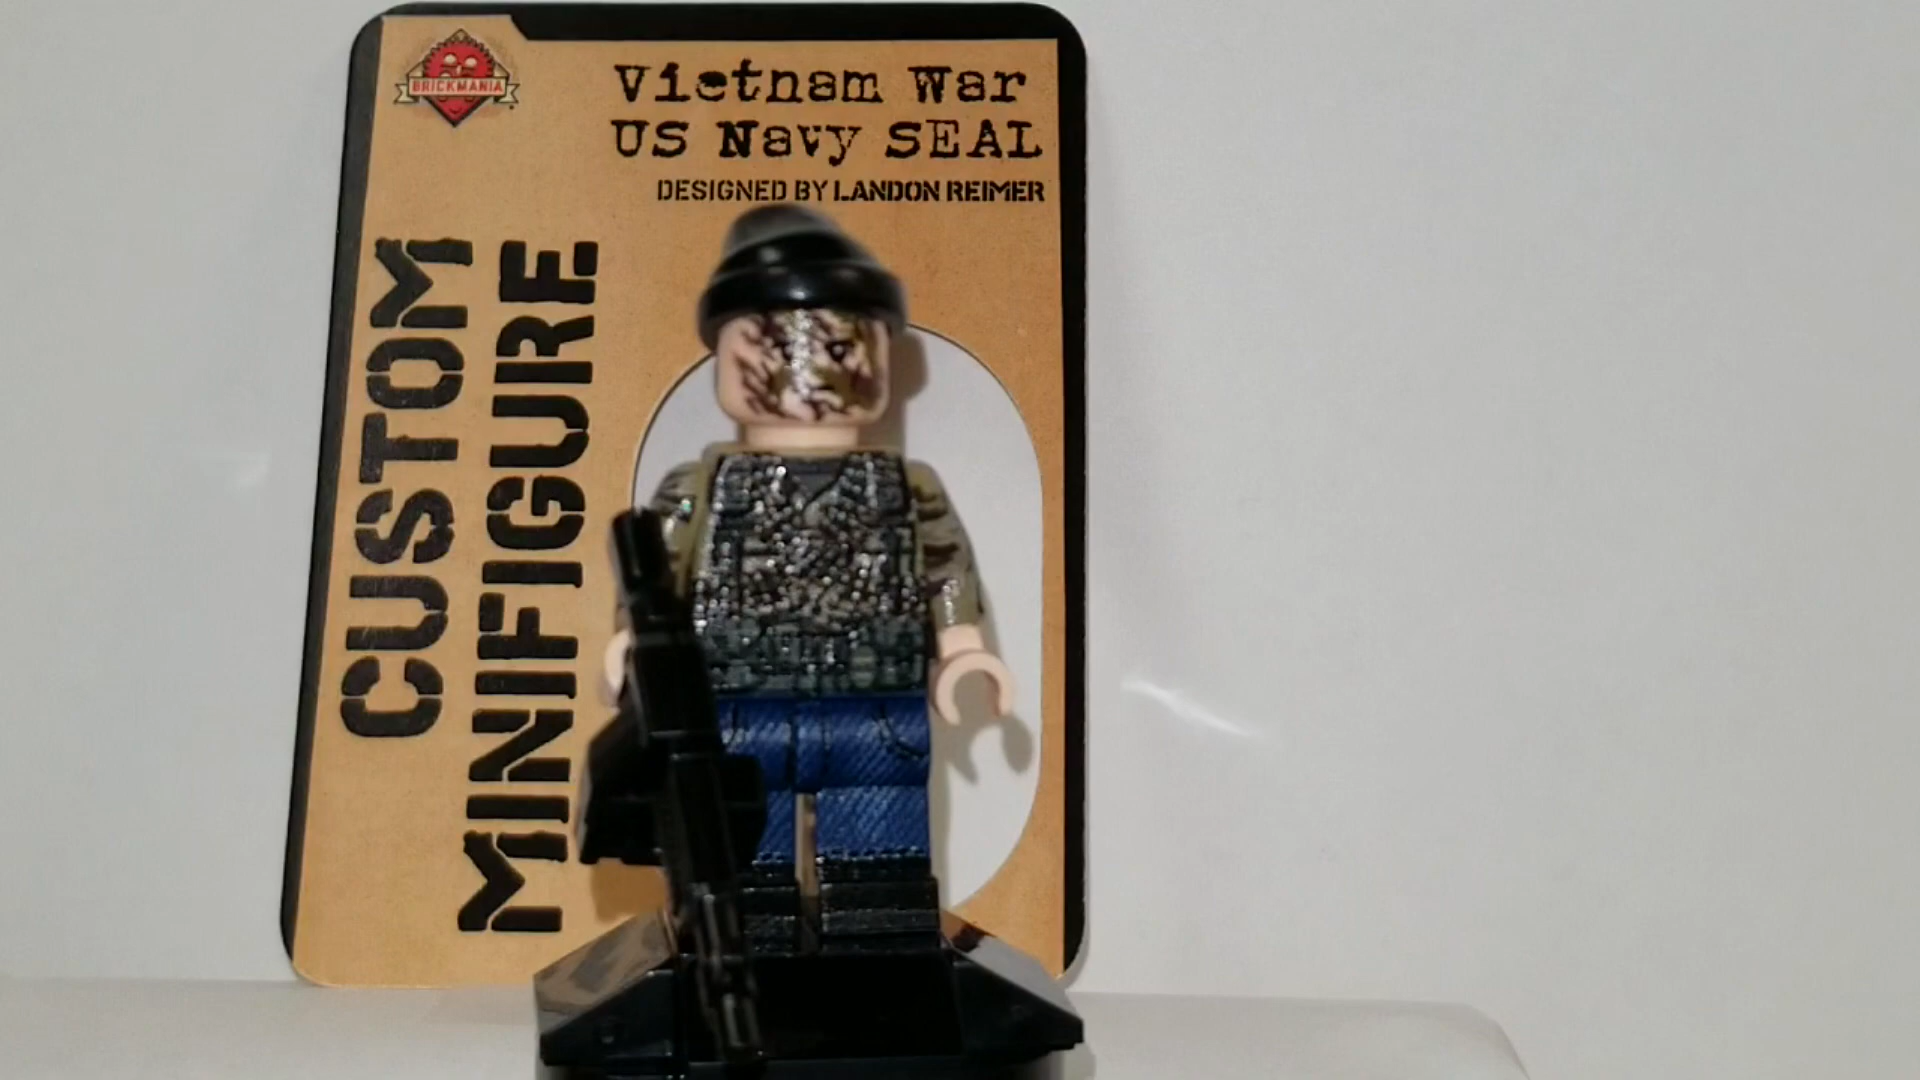 BRICKMANIA
Vietnam War
US Navy SEAL
DESIGNED BY LANDON REIMER
CUSTOM
MINIFIGURE